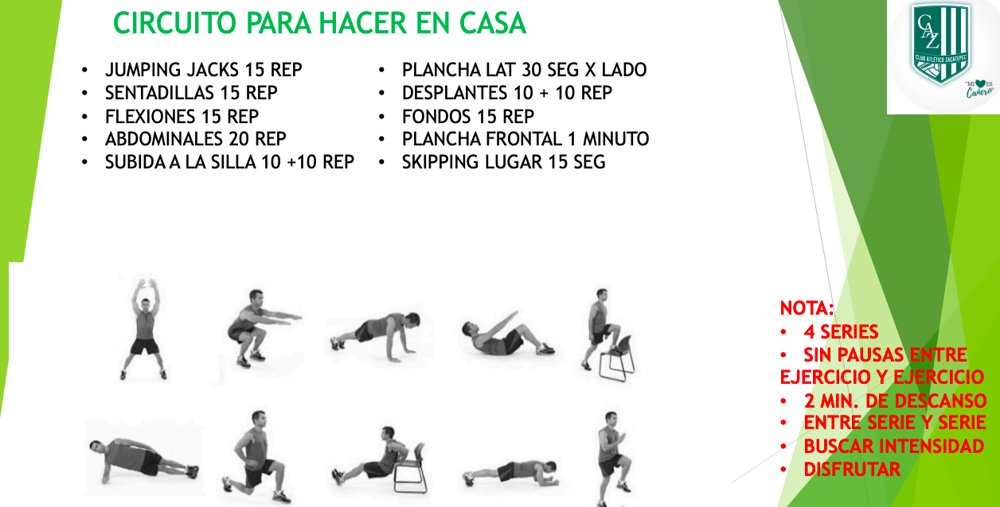 CIRCUITO PARA HACER EN CASA
• JUMPING JACKS 15 REP
• SENTADILLAS 15 REP
• FLEXIONES 15 REP
• ABDOMINALES 20 REP
• SUBIDA A LA SILLA 10 +10 REP
• PLANCHA LAT 30 SEG X LADO
• DESPLANTES 10 + 10 REP
• FONDOS 15 REP
• PLANCHA FRONTAL 1 MINUTO
• SKIPPING LUGAR 15 SEG
CAZ
CLUB ATLÉTICO ZACATEPEC
"MI ES
Cañero"
NOTA:
• 4 SERIES
• SIN PAUSAS ENTRE
EJERCICIO Y EJERCICIO
• 2 MIN. DE DESCANSO
• ENTRE SERIE Y SERIE
• BUSCAR INTENSIDAD
• DISFRUTAR